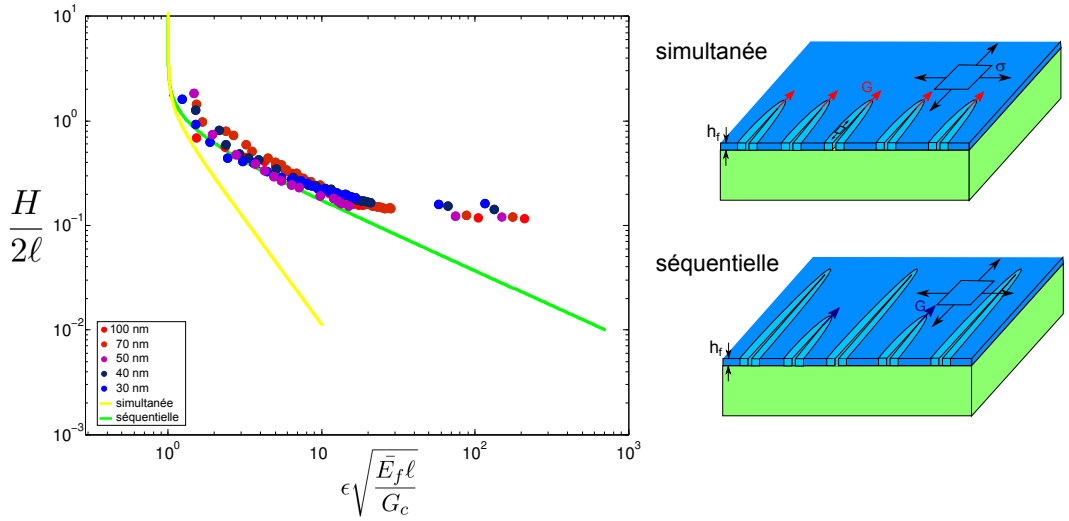 10^1
10^0
10^-1
10^-2
10^-3
H
2ℓ
100 nm
70 nm
50 nm
40 nm
30 nm
simultanée
séquentielle
10^0
10^1
10^2
10^3
ϵ√(Ē_f ℓ / G_c)
simultanée
σ
G
h_f
séquentielle
G
h_f